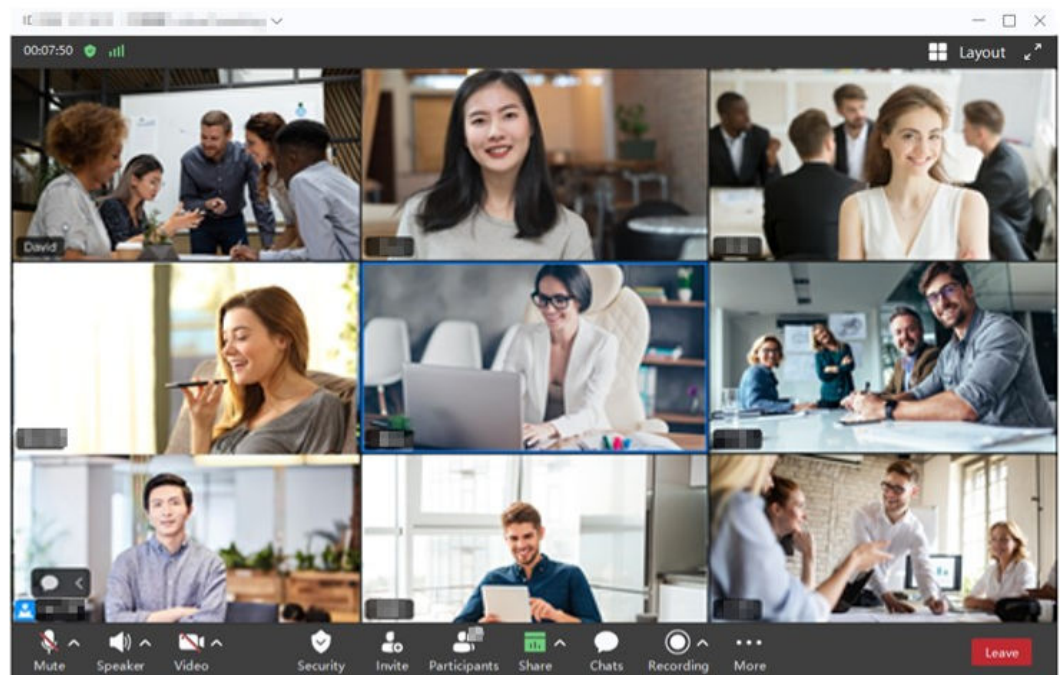 00:07:50
Layout
David
Mute
Speaker
Video
Security
Invite
Participants
Share
Chats
Recording
More
Leave